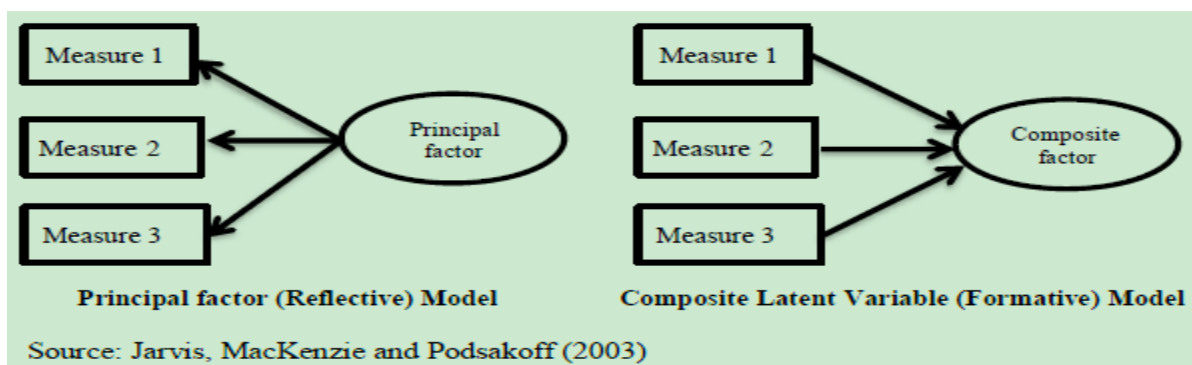 Measure 1
Measure 2
Measure 3
Principal
factor
Principal factor (Reflective) Model
Measure 1
Measure 2
Measure 3
Composite
factor
Composite Latent Variable (Formative) Model
Source: Jarvis, MacKenzie and Podsakoff (2003)